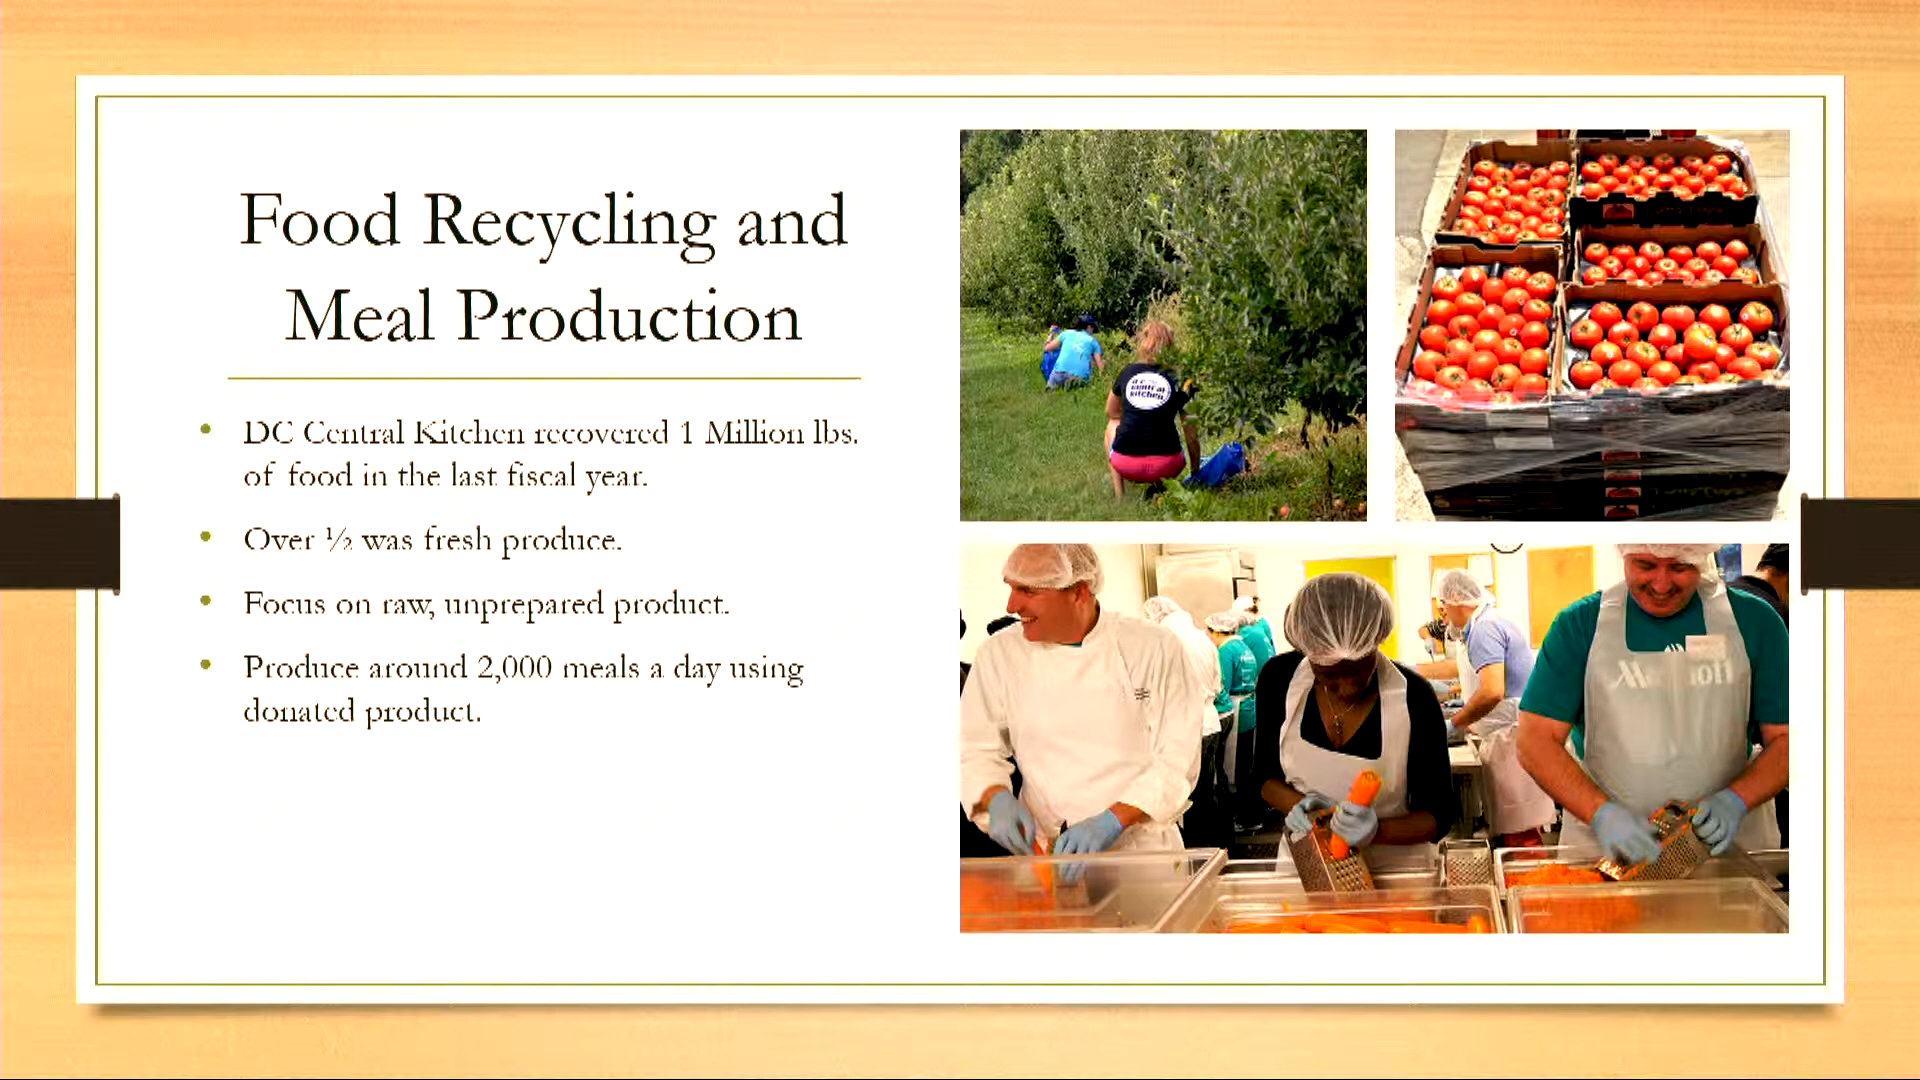 Food Recycling and
Meal Production
DC Central Kitchen recovered 1 Million lbs.
of food in the last fiscal year.
Over ½ was fresh produce.
Focus on raw, unprepared product.
Produce around 2,000 meals a day using
donated product.
d.c.
central
kitchen